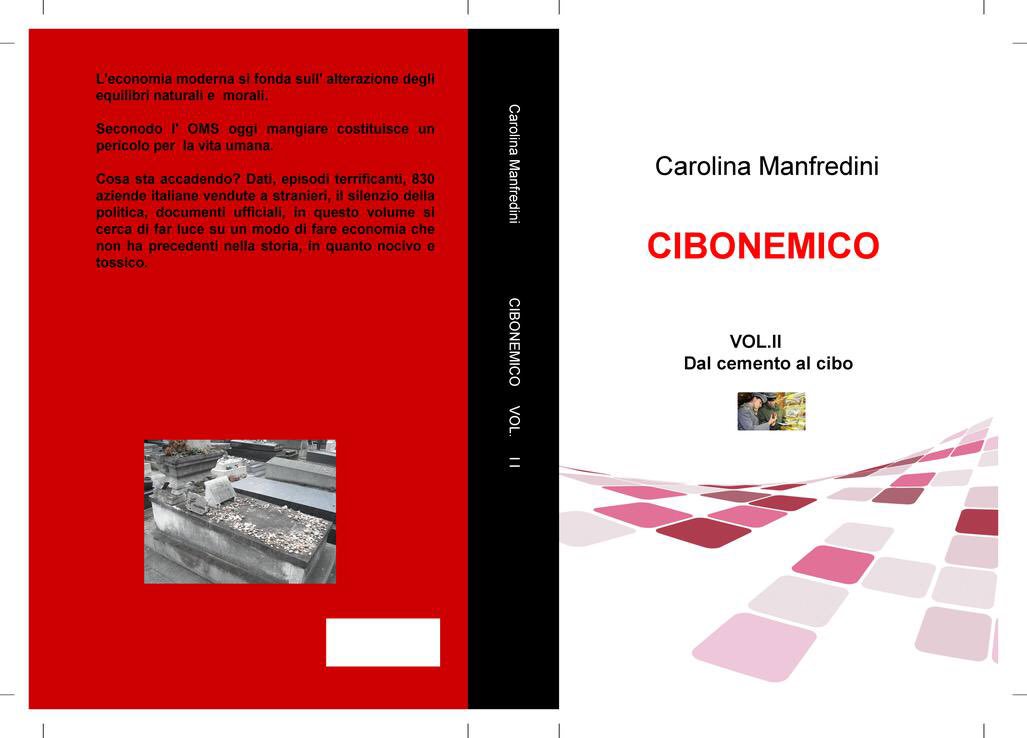 L'economia moderna si fonda sull' alterazione degli
equilibri naturali e  morali.
Seconodo l' OMS oggi mangiare costituisce un
pericolo per  la vita umana.
Cosa sta accadendo? Dati, episodi terrificanti, 830
aziende italiane vendute a stranieri, il silenzio della
politica, documenti ufficiali, in questo volume si
cerca di far luce su un modo di fare economia che
non ha precedenti nella storia, in quanto nocivo e
tossico.
Carolina Manfredini
CIBONEMICO VOL. II
Carolina Manfredini
CIBONEMICO
VOL.II
Dal cemento al cibo